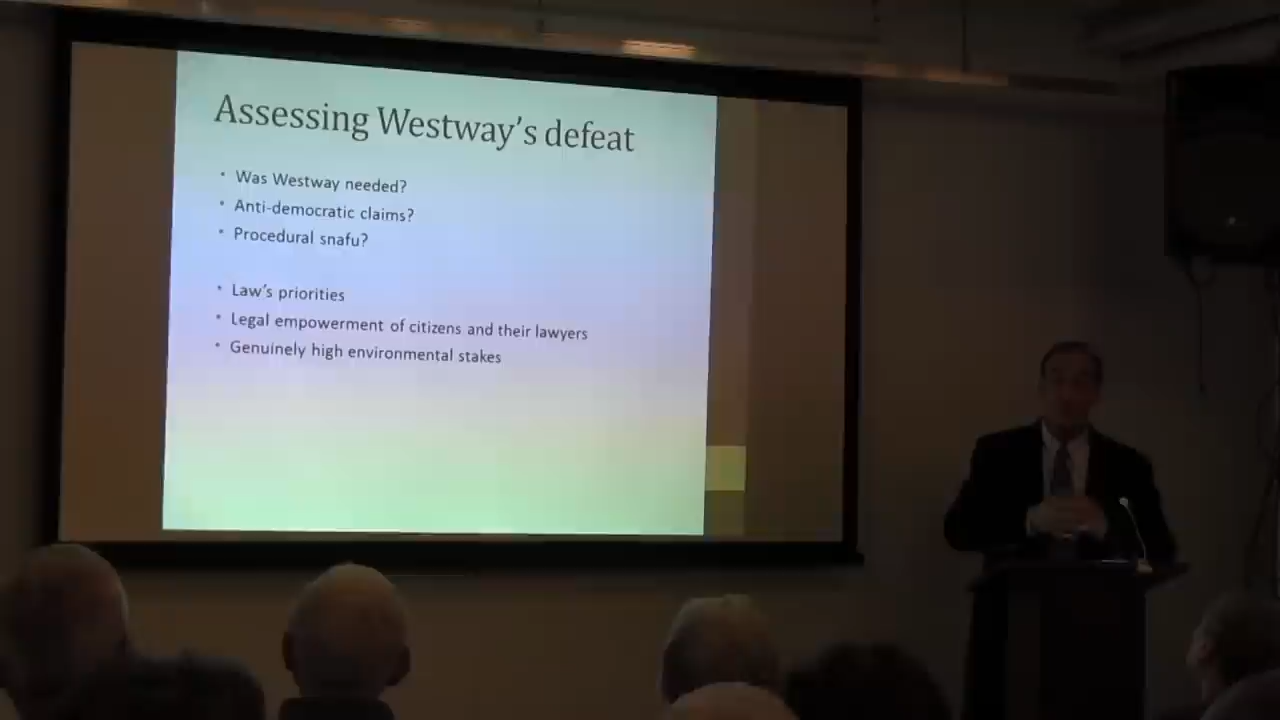 Assessing Westway's defeat
• Was Westway needed?
• Anti-democratic claims?
• Procedural snafu?
• Law's priorities
• Legal empowerment of citizens and their lawyers
• Genuinely high environmental stakes